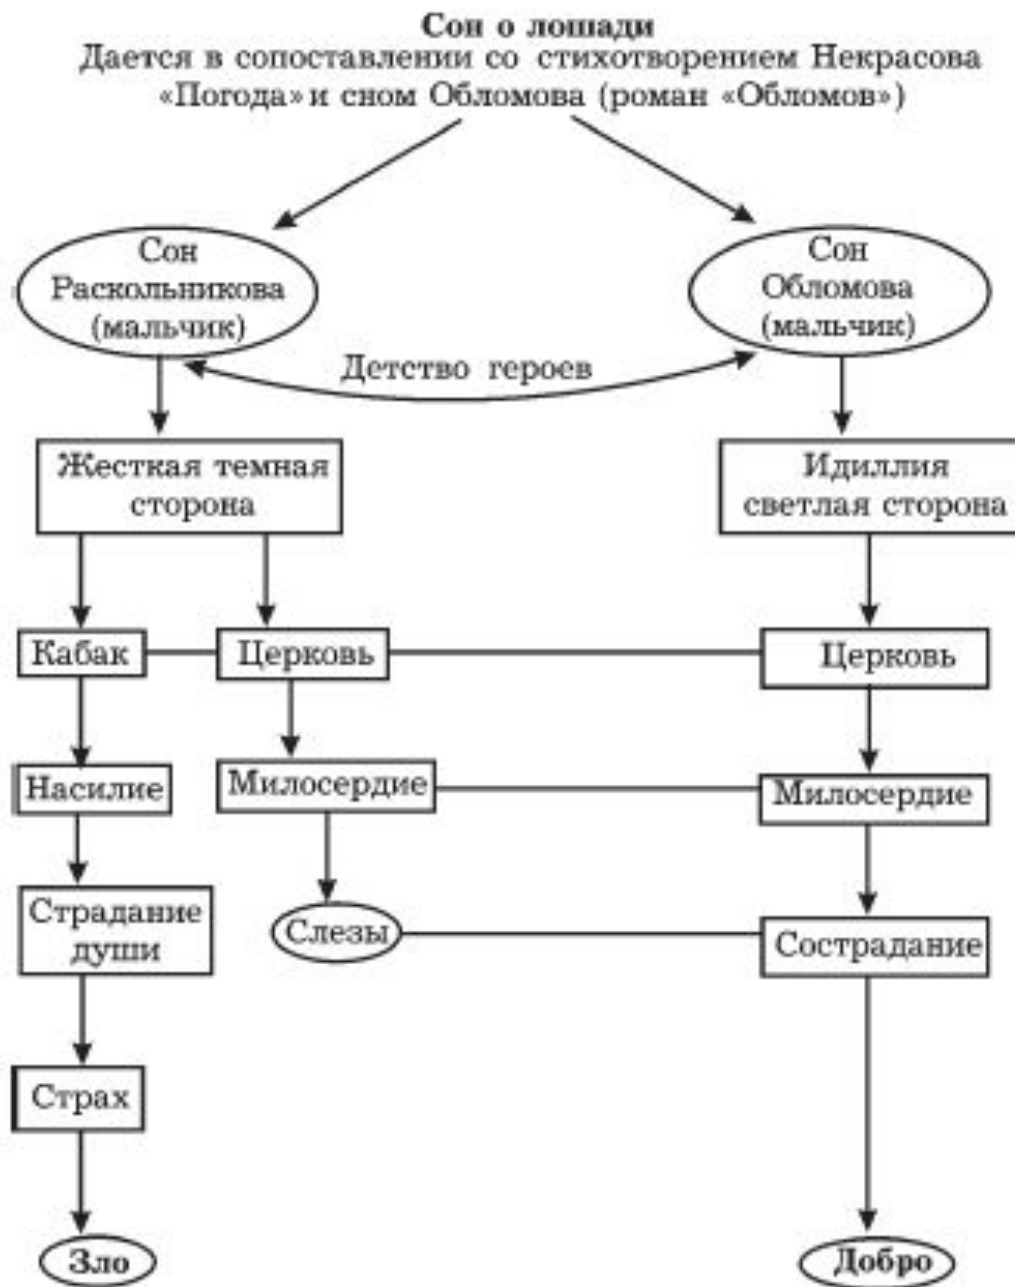 Сон о лошади
Дается в сопоставлении со стихотворением Некрасова
«Погода» и сном Обломова (роман «Обломов»)
Сон
Раскольникова
(мальчик)
Сон
Обломова
(мальчик)
Детство героев
Жесткая темная
сторона
Идиллия
светлая сторона
Кабак
Церковь
Церковь
Насилие
Милосердие
Милосердие
Страдание
души
Слезы
Сострадание
Страх
Зло
Добро